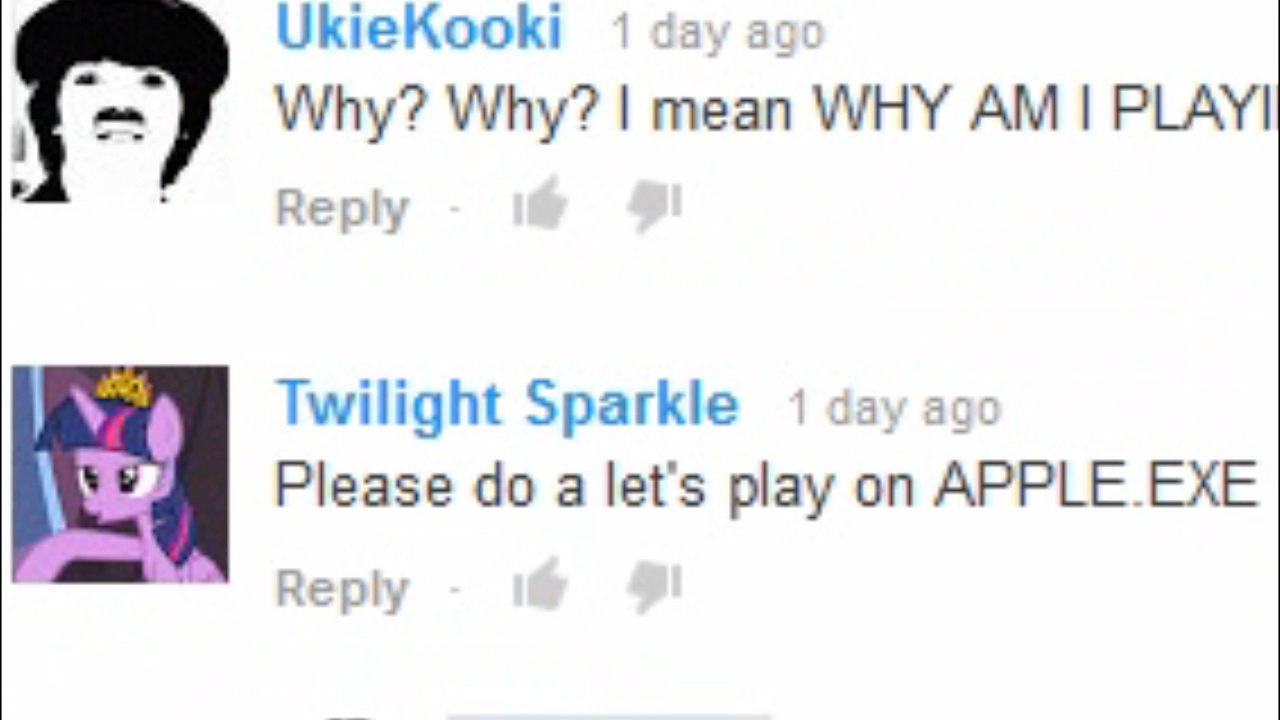 UkieKooki 1 day ago
Why? Why? I mean WHY AM I PLAYI
Reply ·
Twilight Sparkle 1 day ago
Please do a let's play on APPLE.EXE
Reply ·